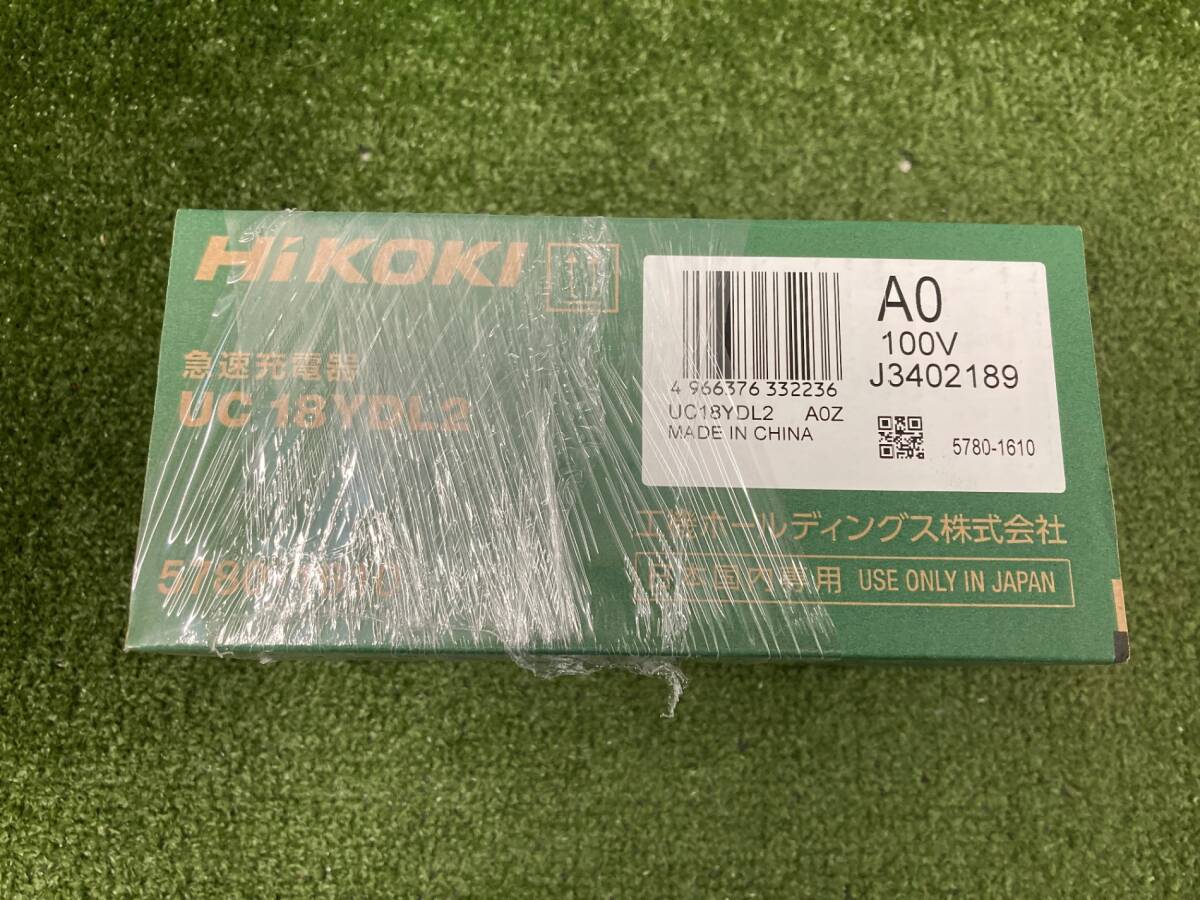 HiKOKI
急速充電器
UC 18YDL2
5780-1610
A0
100V
J3402189
4 966376 332236
UC18YDL2 A0Z
MADE IN CHINA
5780-1610
工機ホールディングス株式会社
日本国内専用 USE ONLY IN JAPAN